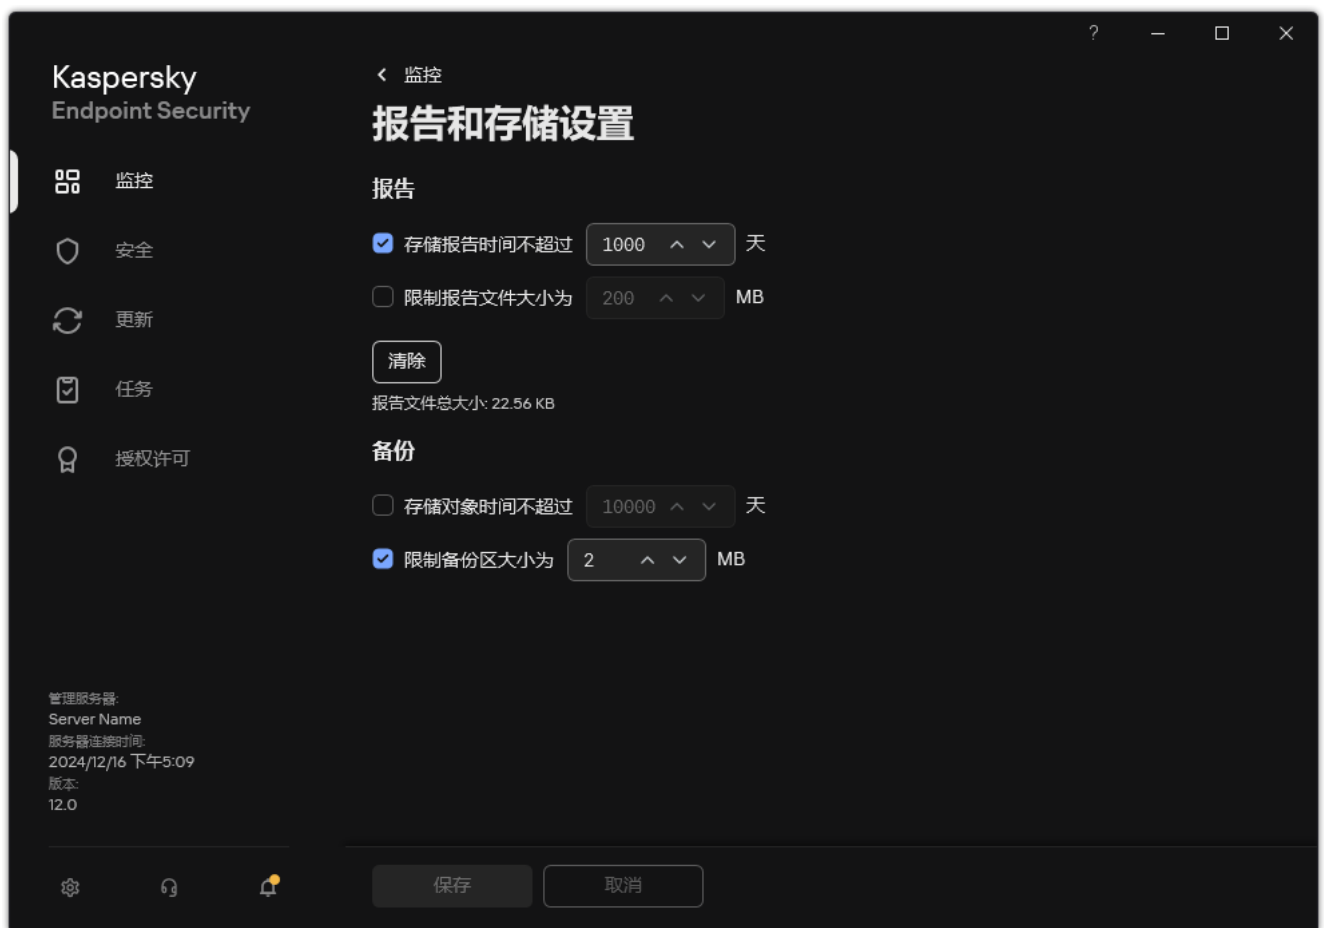 ?
Kaspersky
Endpoint Security
监控
安全
更新
任务
授权许可
管理服务器:
Server Name
服务器连接时间:
2024/12/16 下午5:09
版本:
12.0
监控
报告和存储设置
报告
存储报告时间不超过 1000 天
限制报告文件大小为 200 MB
清除
报告文件总大小: 22.56 KB
备份
存储对象时间不超过 10000 天
限制备份区大小为 2 MB
保存 取消